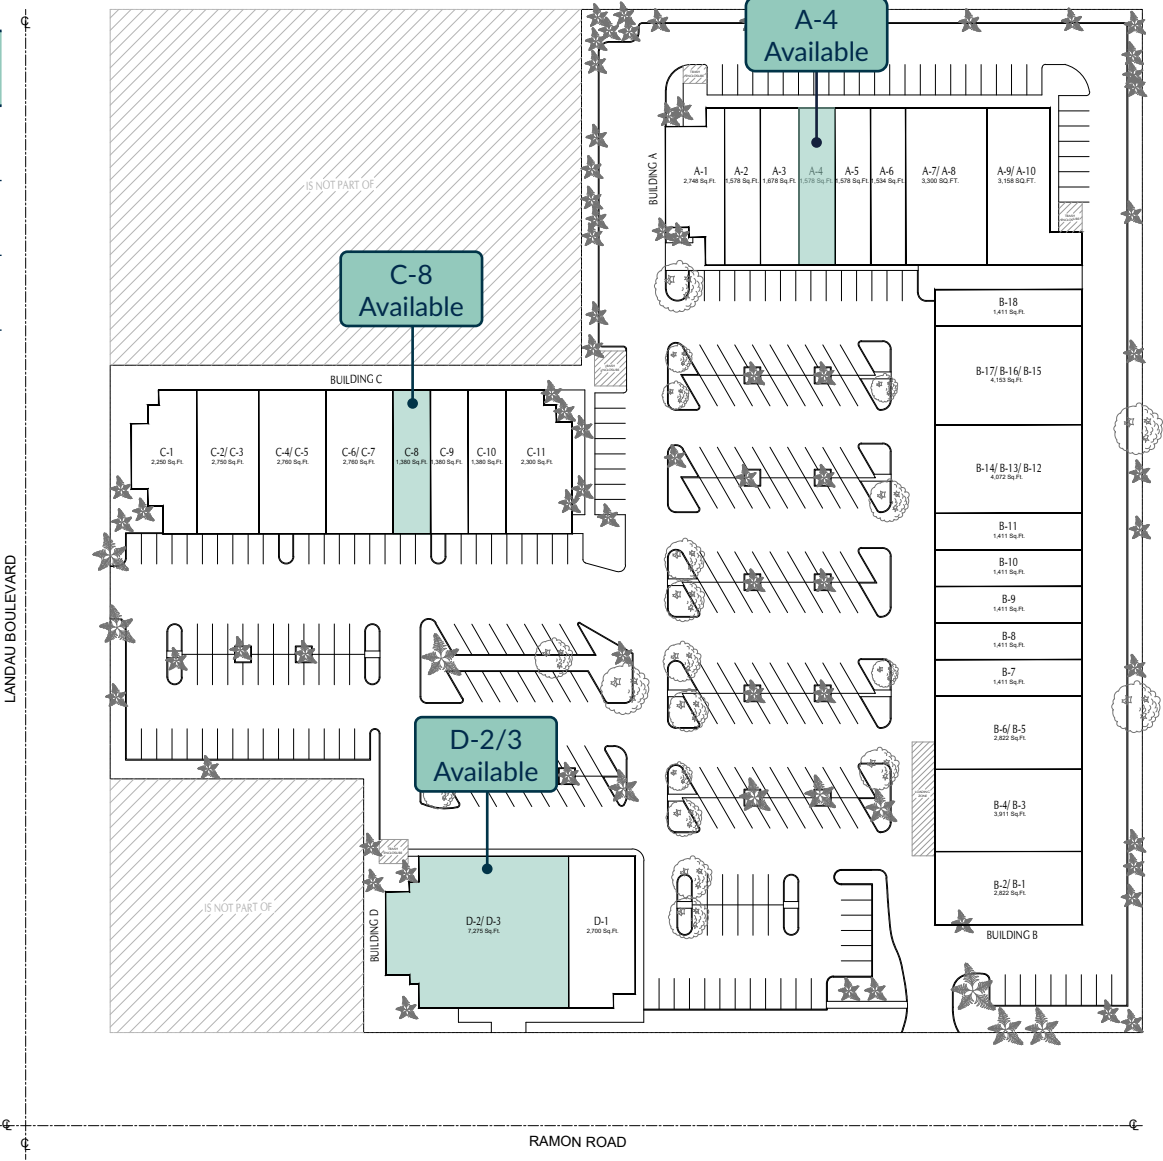 A-4
Available
BUILDING A
A-1
2,748 Sq.Ft.
A-2
1,578 Sq.Ft.
A-3
1,678 Sq.Ft.
A-4
1,578 Sq.Ft.
A-5
1,578 Sq.Ft.
A-6
1,534 Sq.Ft.
A-7/ A-8
3,300 SQ.FT.
A-9/ A-10
3,158 SQ.FT.
IS NOT PART OF
C-8
Available
BUILDING C
C-1
2,250 Sq.Ft.
C-2/ C-3
2,750 Sq.Ft.
C-4/ C-5
2,760 Sq.Ft.
C-6/ C-7
2,760 Sq.Ft.
C-8
1,380 Sq.Ft.
C-9
1,380 Sq.Ft.
C-10
1,380 Sq.Ft.
C-11
2,300 Sq.Ft.
B-18
1,411 Sq.Ft.
B-17/ B-16/ B-15
4,153 Sq.Ft.
B-14/ B-13/ B-12
4,072 Sq.Ft.
B-11
1,411 Sq.Ft.
B-10
1,411 Sq.Ft.
B-9
1,411 Sq.Ft.
B-8
1,411 Sq.Ft.
B-7
1,411 Sq.Ft.
B-6/ B-5
2,822 Sq.Ft.
B-4/ B-3
3,911 Sq.Ft.
B-2/ B-1
2,822 Sq.Ft.
BUILDING B
LANDAU BOULEVARD
D-2/3
Available
IS NOT PART OF
BUILDING D
D-2/ D-3
7,275 Sq.Ft.
D-1
2,700 Sq.Ft.
RAMON ROAD